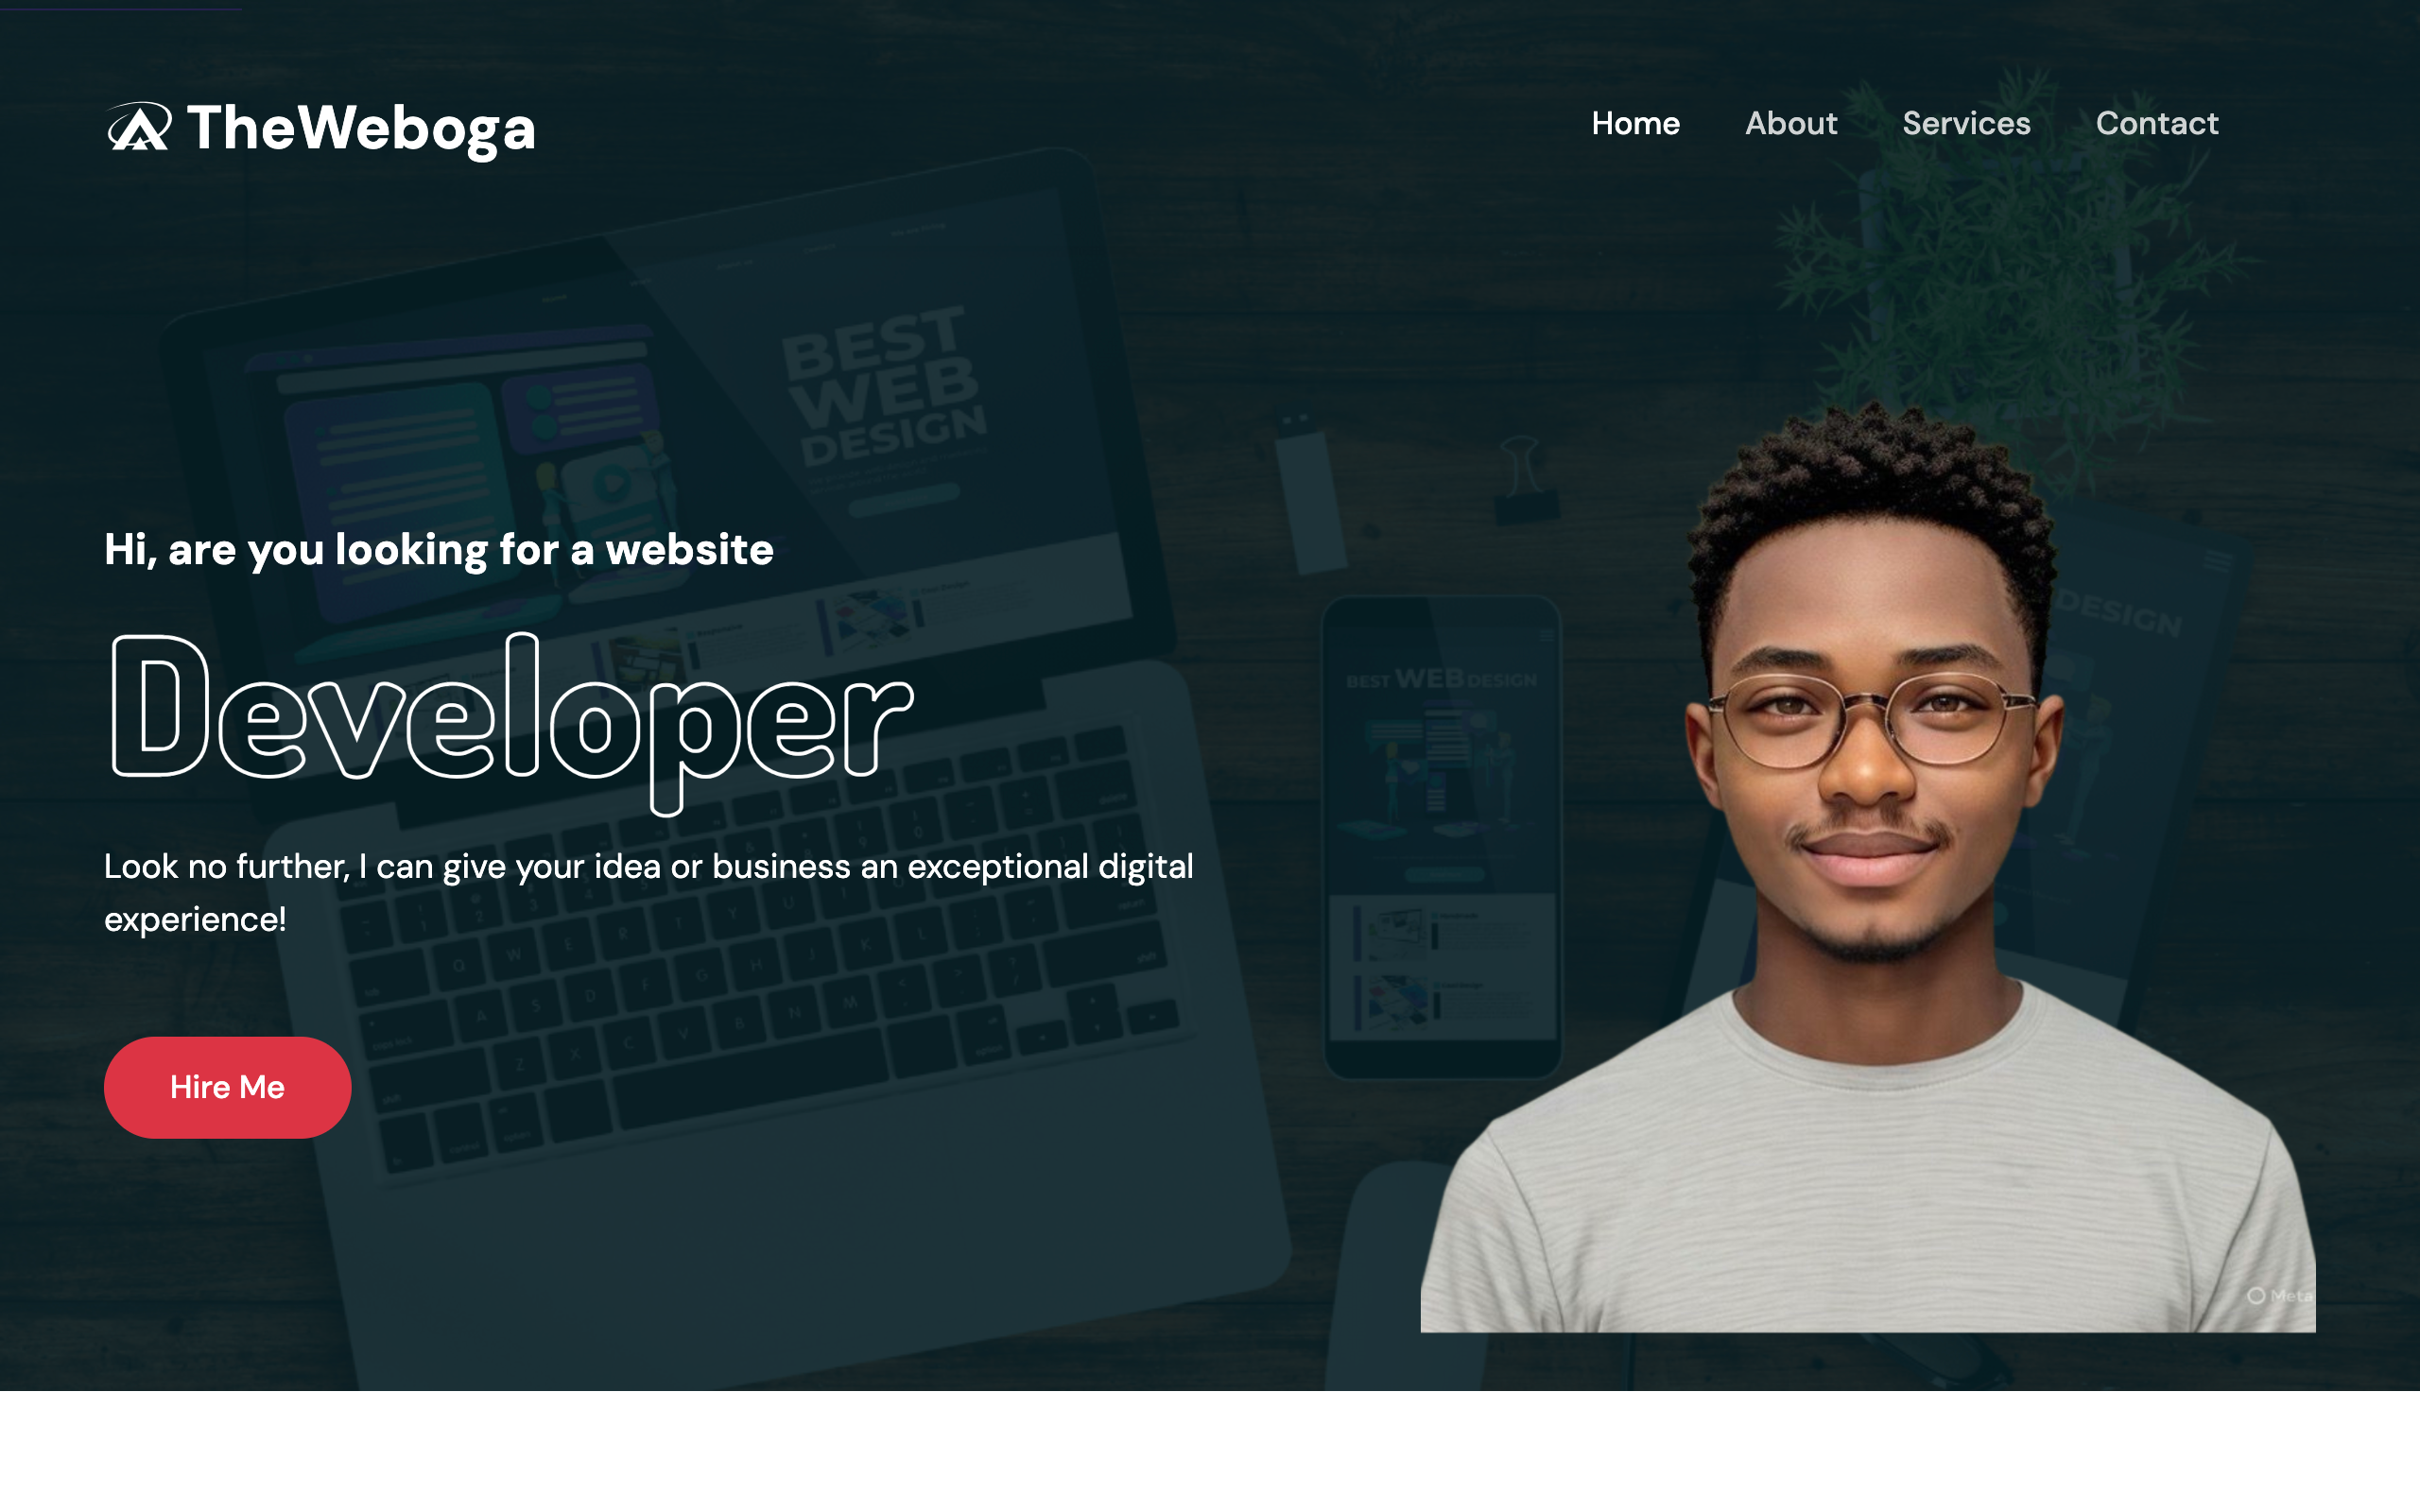 TheWeboga
Home About Services Contact
BEST
WEB
DESIGN
Hi, are you looking for a website
Developer
Look no further, I can give your idea or business an exceptional digital
experience!
Hire Me
BEST WEB DESIGN
DESIGN
Meta